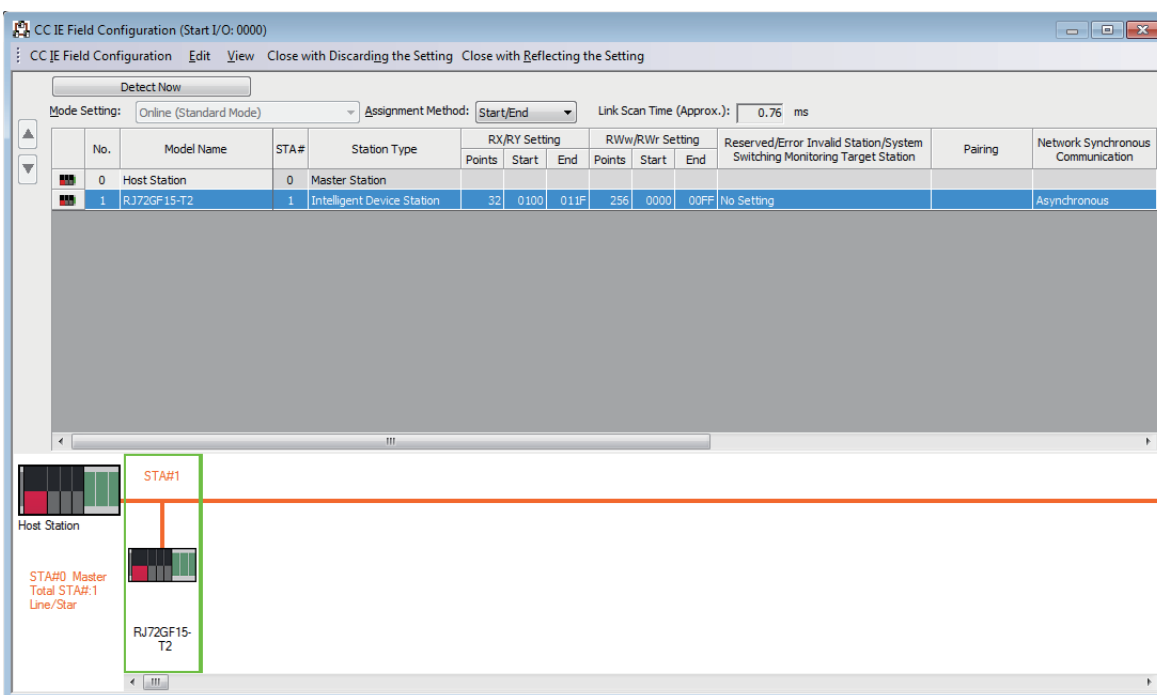 CC IE Field Configuration (Start I/O: 0000)
CC IE Field Configuration Edit View Close with Discarding the Setting Close with Reflecting the Setting
Detect Now
Mode Setting: Online (Standard Mode) Assignment Method: Start/End Link Scan Time (Approx.): 0.76 ms
No. Model Name STA# Station Type RX/RY Setting RWw/RWr Setting Reserved/Error Invalid Station/System Switching Monitoring Target Station Pairing Network Synchronous Communication
Points Start End Points Start End
0 Host Station 0 Master Station
1 RJ72GF15-T2 1 Intelligent Device Station 32 0100 011F 256 0000 00FF No Setting Asynchronous
STA#1
Host Station
STA#0 Master
Total STA#:1
Line/Star
RJ72GF15-
T2